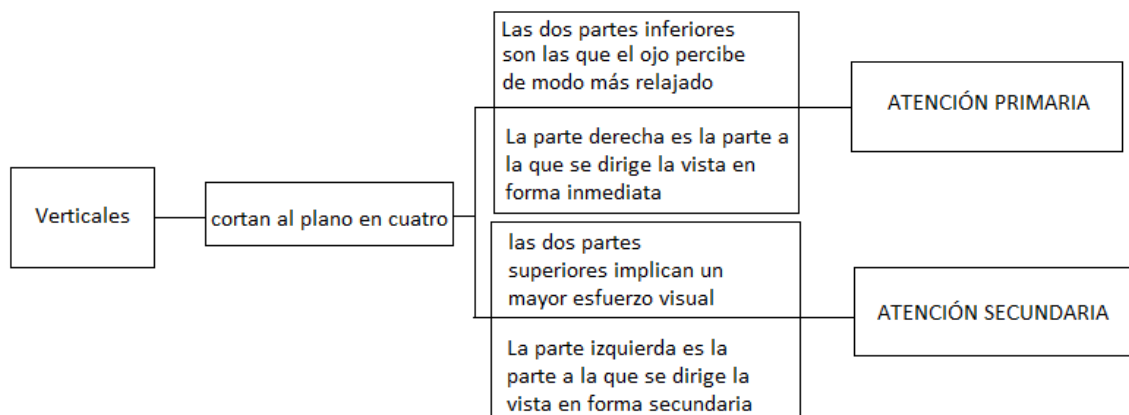 Verticales
cortan al plano en cuatro
Las dos partes inferiores
son las que el ojo percibe
de modo más relajado
La parte derecha es la parte a
la que se dirige la vista en
forma inmediata
ATENCIÓN PRIMARIA
las dos partes
superiores implican un
mayor esfuerzo visual
La parte izquierda es la
parte a la que se dirige la
vista en forma secundaria
ATENCIÓN SECUNDARIA